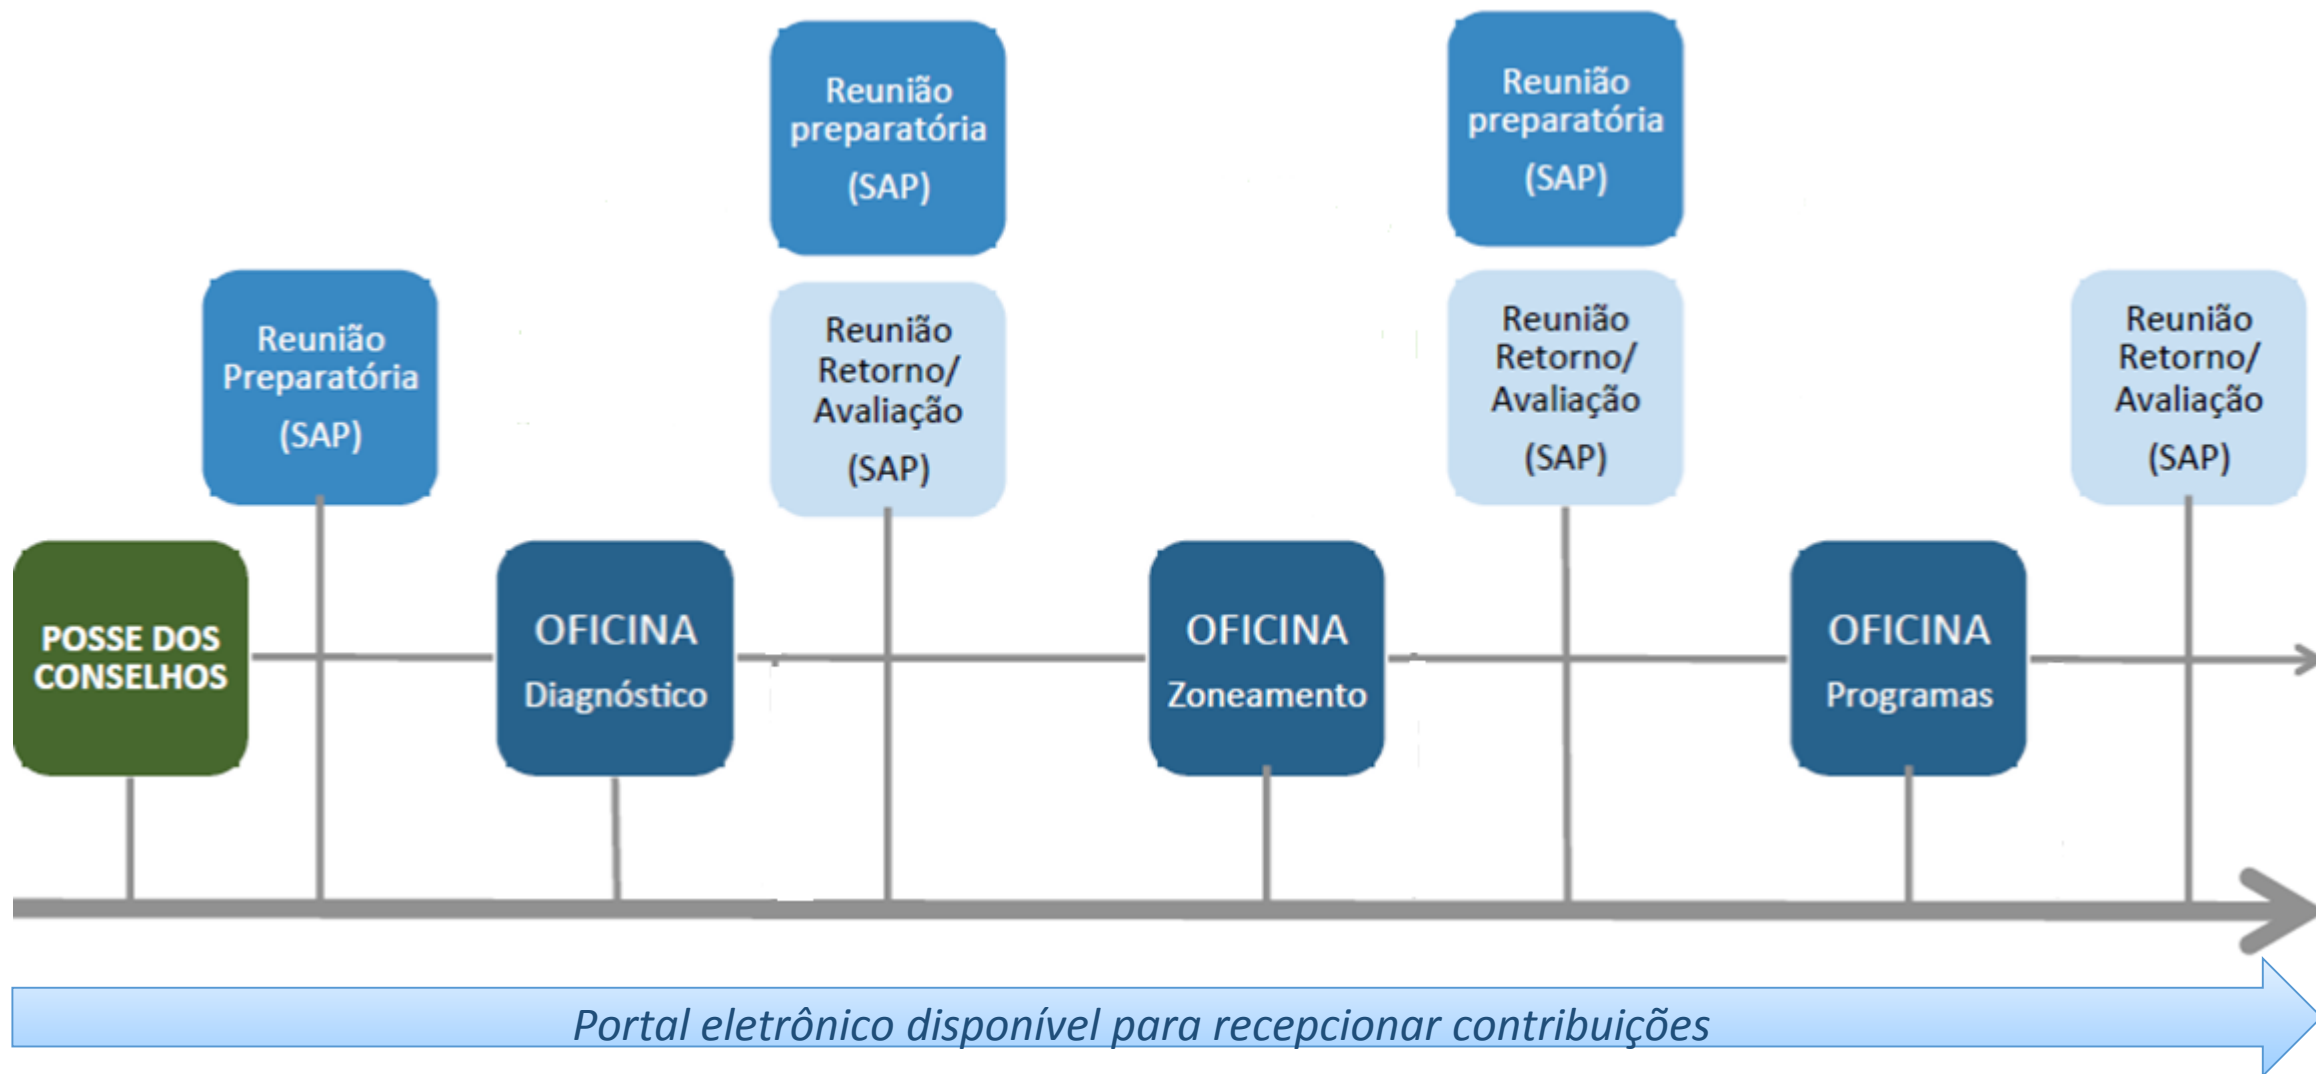 POSSE DOS
CONSELHOS
Reunião
Preparatória
(SAP)
OFICINA
Diagnóstico
Reunião
preparatória
(SAP)
Reunião
Retorno/
Avaliação
(SAP)
OFICINA
Zoneamento
Reunião
preparatória
(SAP)
Reunião
Retorno/
Avaliação
(SAP)
OFICINA
Programas
Reunião
Retorno/
Avaliação
(SAP)
Portal eletrônico disponível para recepcionar contribuições